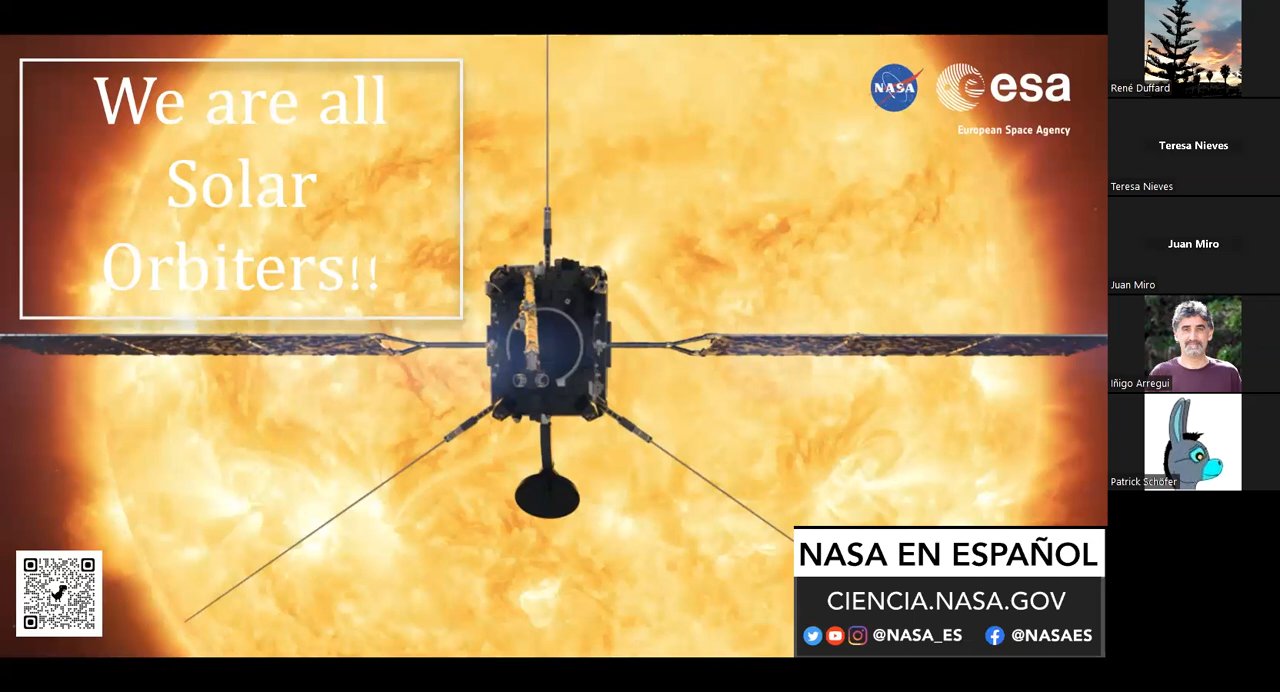 We are all
Solar
Orbiters!!
NASA
esa
European Space Agency
NASA EN ESPAÑOL
CIENCIA.NASA.GOV
@NASA_ES @NASAES
René Duffard
Teresa Nieves
Teresa Nieves
Juan Miro
Juan Miro
Iñigo Arregui
Patrick Schöfer